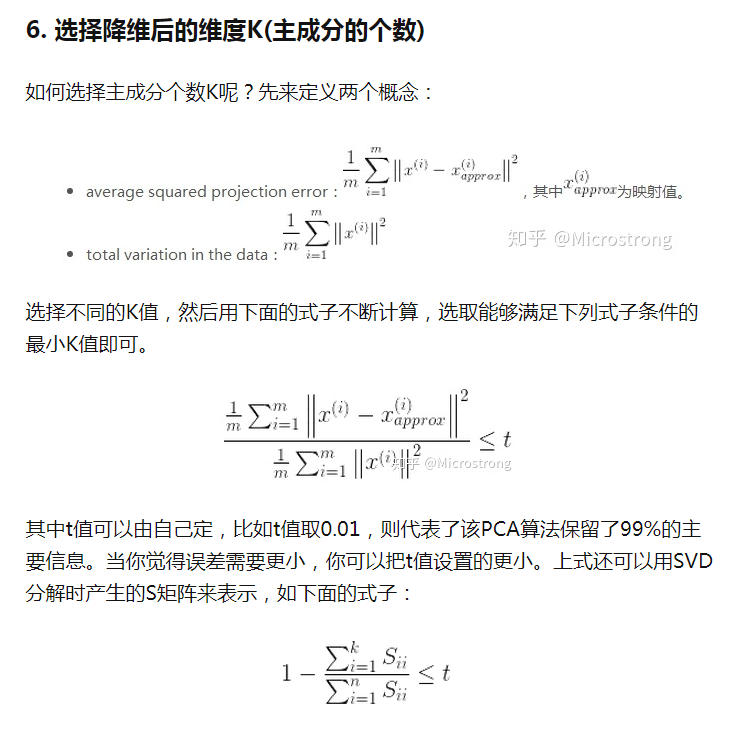 6. 选择降维后的维度K(主成分的个数)
如何选择主成分个数K呢？先来定义两个概念：
• average squared projection error：$\frac{1}{m}\sum_{i=1}^{m}\left\|x^{(i)}-x_{approx}^{(i)}\right\|^2$，其中$x_{approx}^{(i)}$为映射值。
• total variation in the data：$\frac{1}{m}\sum_{i=1}^{m}\left\|x^{(i)}\right\|^2$
知乎 @Microstrong
选择不同的K值，然后用下面的式子不断计算，选取能够满足下列式子条件的
最小K值即可。
$\frac{\frac{1}{m}\sum_{i=1}^{m}\left\|x^{(i)}-x_{approx}^{(i)}\right\|^2}{\frac{1}{m}\sum_{i=1}^{m}\left\|x^{(i)}\right\|^2}\leq t$
知乎 @Microstrong
其中t值可以由自己定，比如t值取0.01，则代表了该PCA算法保留了99%的主
要信息。当你觉得误差需要更小，你可以把t值设置的更小。上式还可以用SVD
分解时产生的S矩阵来表示，如下面的式子：
$1-\frac{\sum_{i=1}^{k}S_{ii}}{\sum_{i=1}^{n}S_{ii}}\leq t$